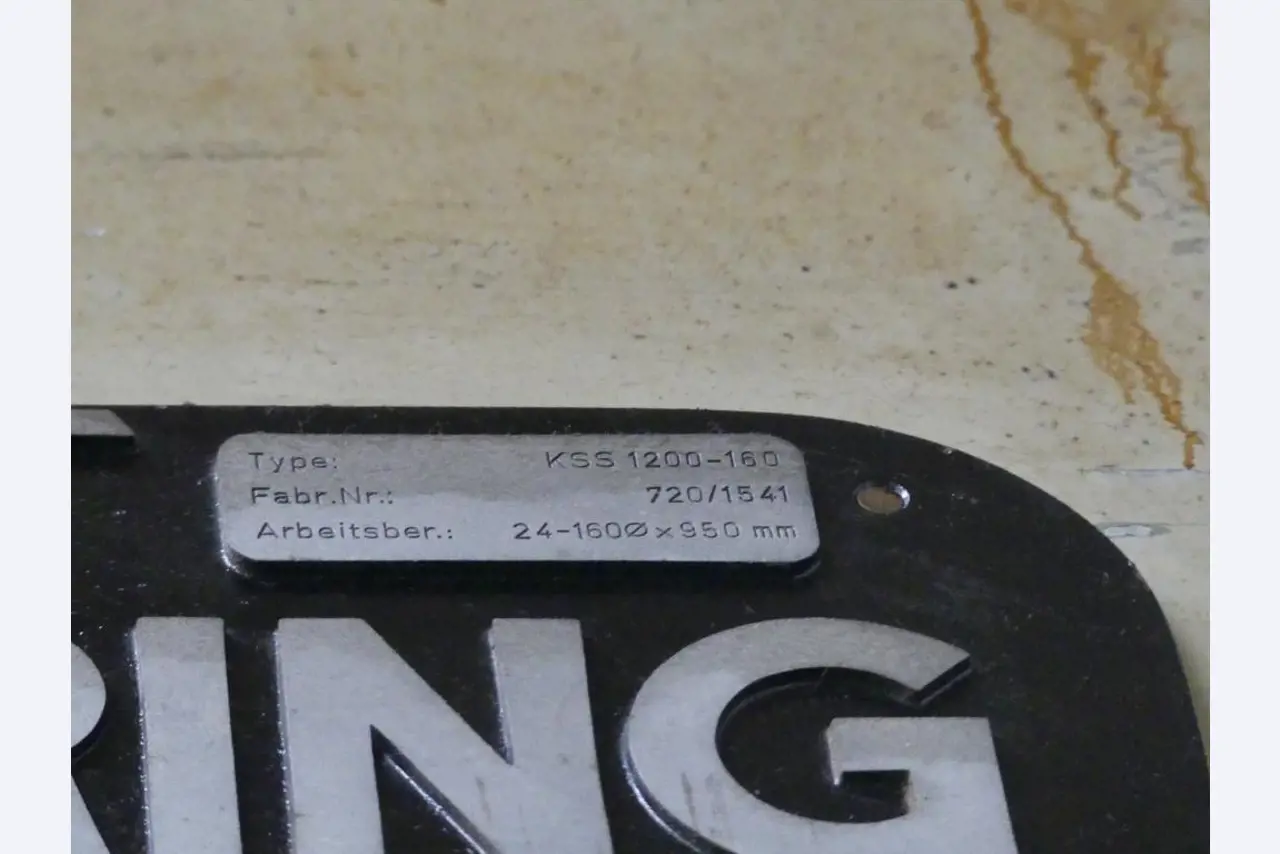 Type: KSS 1200-160
Fabr.Nr.: 720/1541
Arbeitsber.: 24-160Ø x 950 mm
RING